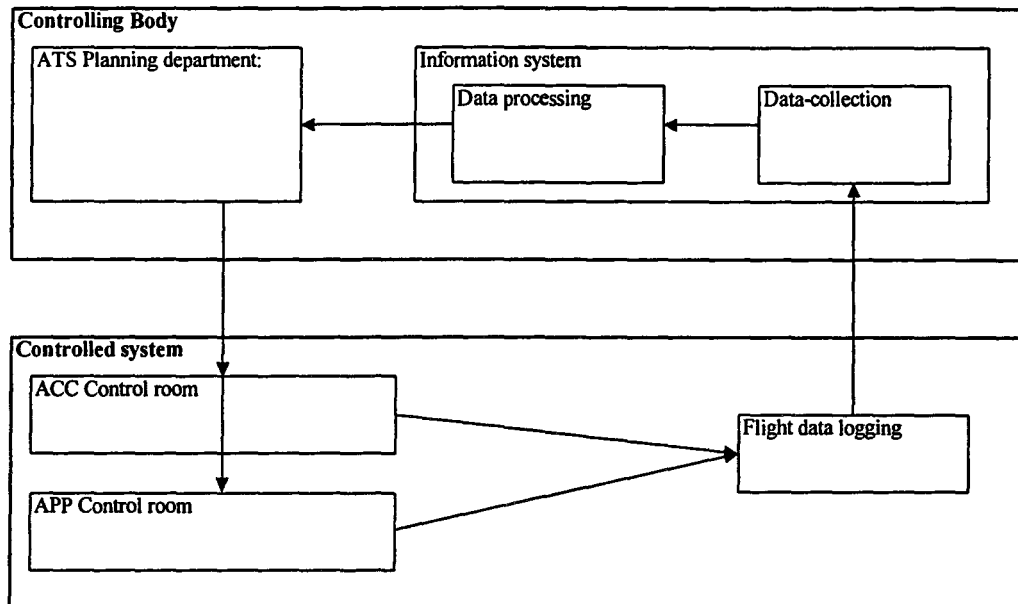 Controlling Body
ATS Planning department:
Information system
Data processing
Data-collection
Controlled system
ACC Control room
Flight data logging
APP Control room